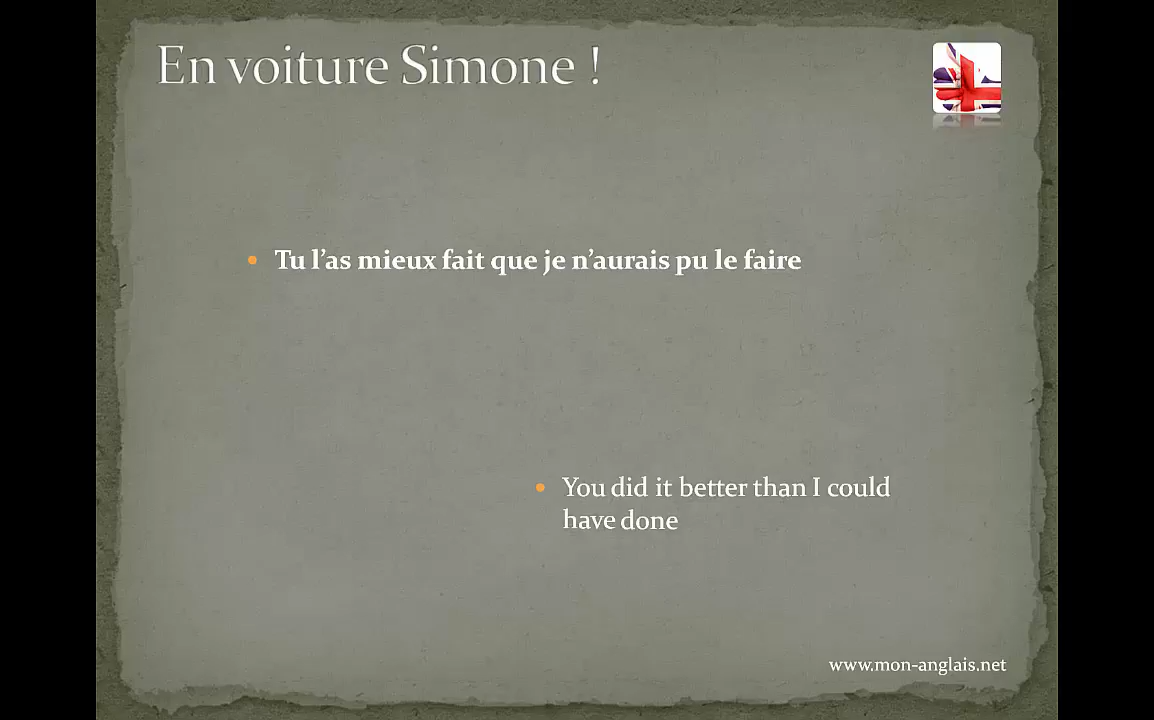 En voiture Simone !
Tu l’as mieux fait que je n’aurais pu le faire
You did it better than I could
have done
www.mon-anglais.net